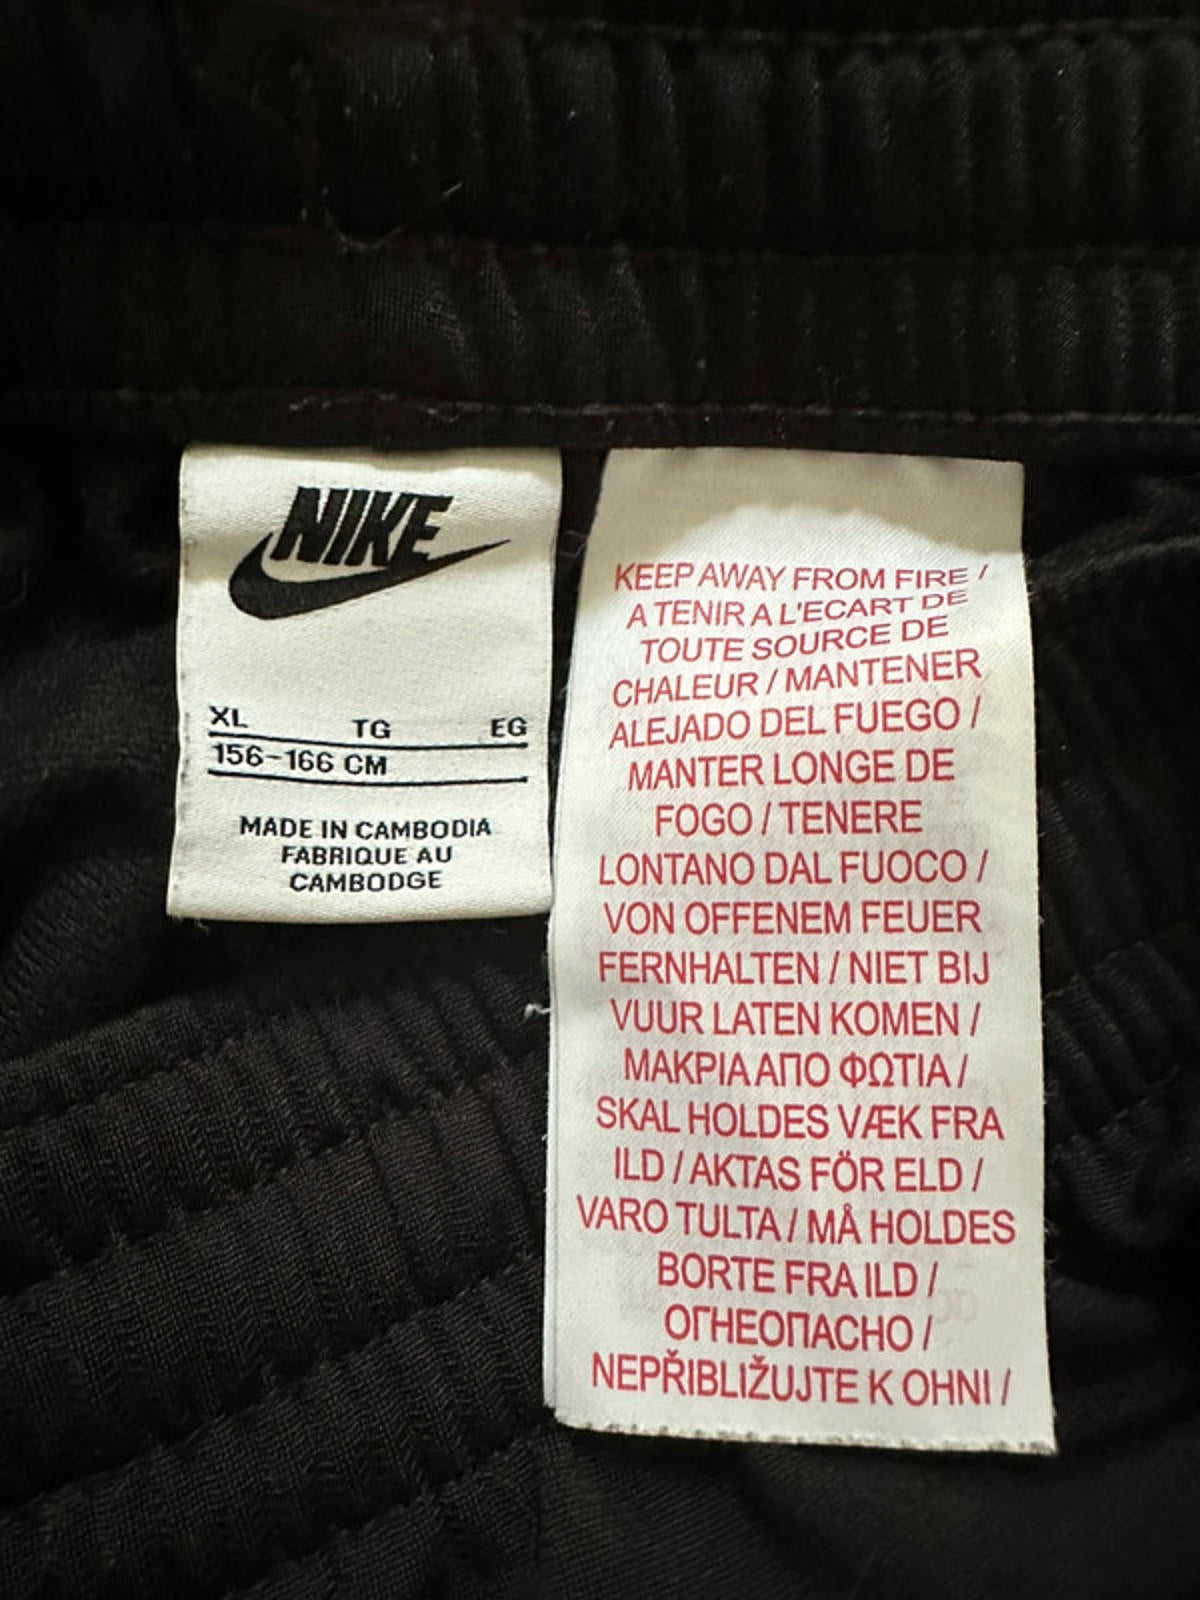 NIKE
XL TG EG
156-166 CM
MADE IN CAMBODIA
FABRIQUE AU
CAMBODGE
KEEP AWAY FROM FIRE /
A TENIR A L'ECART DE
TOUTE SOURCE DE
CHALEUR / MANTENER
ALEJADO DEL FUEGO /
MANTER LONGE DE
FOGO / TENERE
LONTANO DAL FUOCO /
VON OFFENEM FEUER
FERNHALTEN / NIET BIJ
VUUR LATEN KOMEN /
ΜΑΚΡΙΑ ΑΠΟ ΦΩΤΙΑ /
SKAL HOLDES VÆK FRA
ILD / AKTAS FÖR ELD /
VARO TULTA / MÅ HOLDES
BORTE FRA ILD /
ОГНЕОПАСНО /
NEPŘIBLIŽUJTE K OHNI /